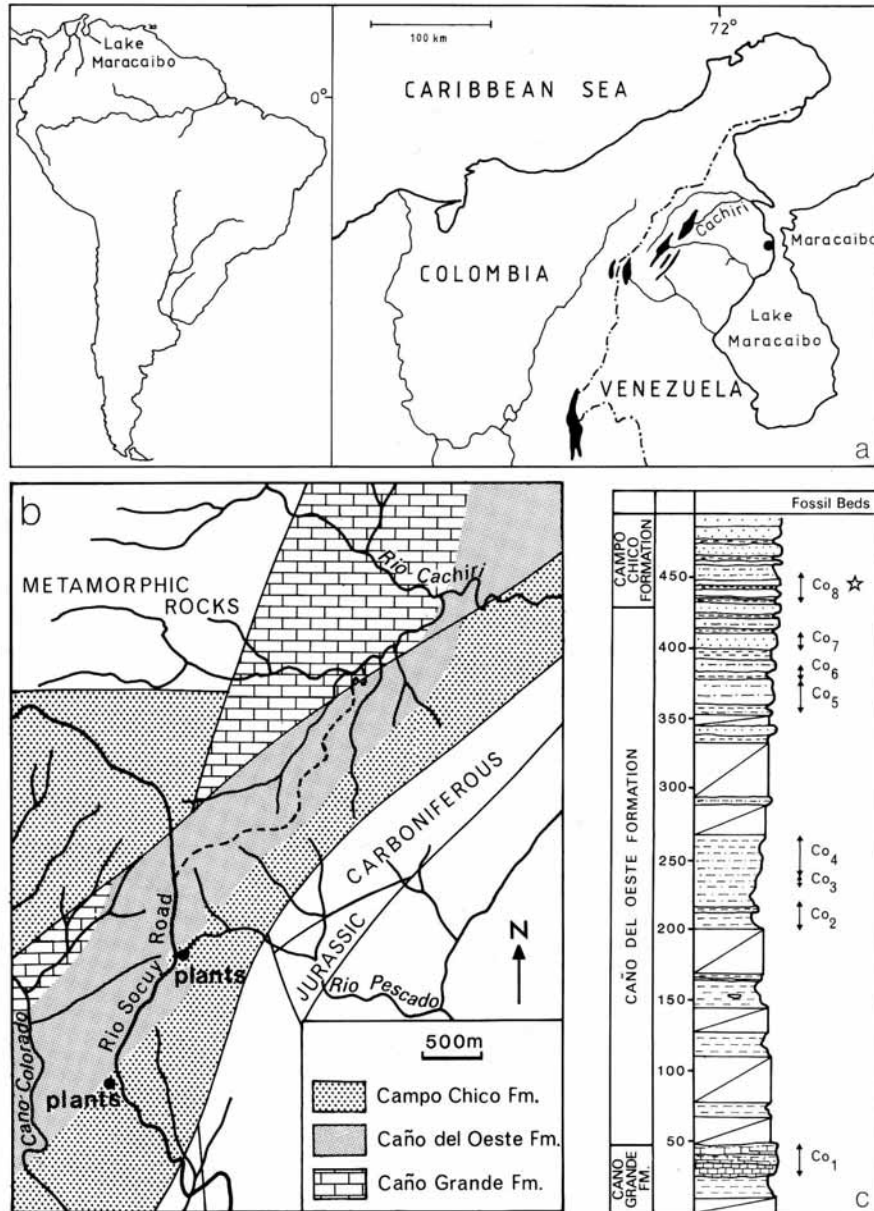 Lake
Maracaibo
0°
100 km
72°
CARIBBEAN SEA
Cachiri
Maracaibo
COLOMBIA
Lake
Maracaibo
VENEZUELA
a
b
METAMORPHIC
ROCKS
Rio Cachiri
CARBONIFEROUS
JURASSIC
Rio Socuy Road
plants
Rio Pescado
N
Caño Colorado
plants
500m
Campo Chico Fm.
Caño del Oeste Fm.
Caño Grande Fm.
Fossil Beds
CAMPO
CHICO
FORMATION
CAÑO DEL OESTE FORMATION
CAÑO
GRANDE
FM.
450
400
350
300
250
200
150
100
50
Co8 ☆
Co7
Co6
Co5
Co4
Co3
Co2
Co1
c